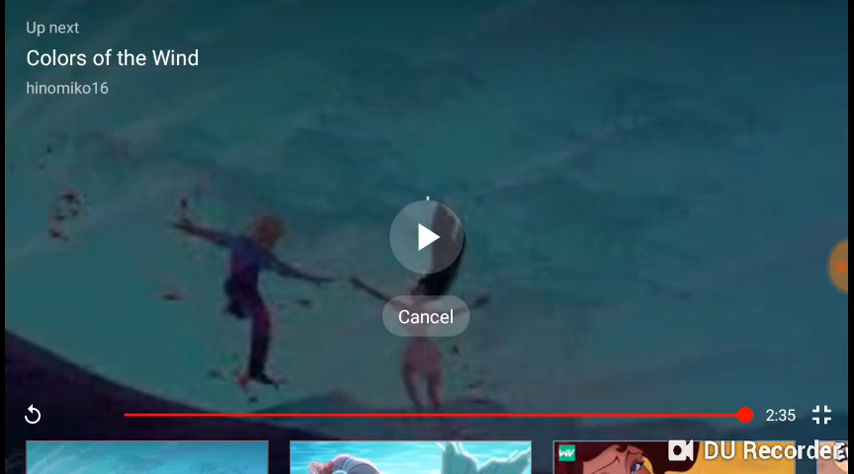 Up next
Colors of the Wind
hinomiko16
Cancel
2:35
DU Recorder